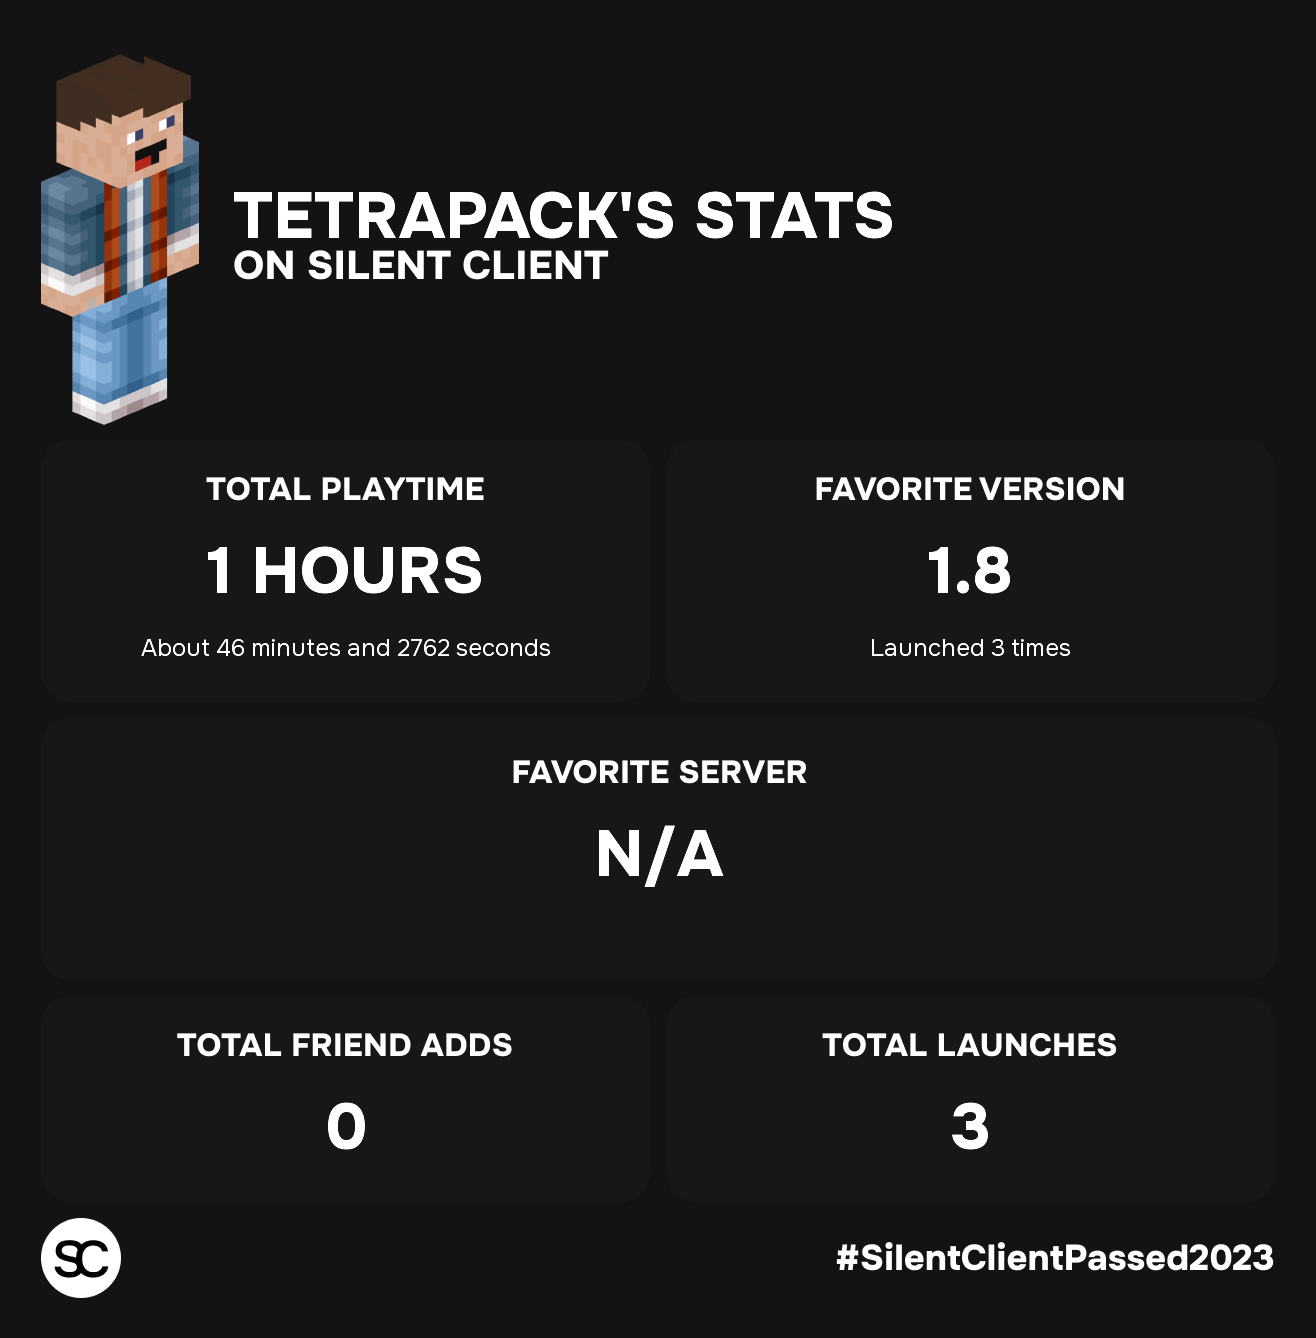 TETRAPACK'S STATS
ON SILENT CLIENT
TOTAL PLAYTIME
1 HOURS
About 46 minutes and 2762 seconds
FAVORITE VERSION
1.8
Launched 3 times
FAVORITE SERVER
N/A
TOTAL FRIEND ADDS
0
TOTAL LAUNCHES
3
SC
#SilentClientPassed2023